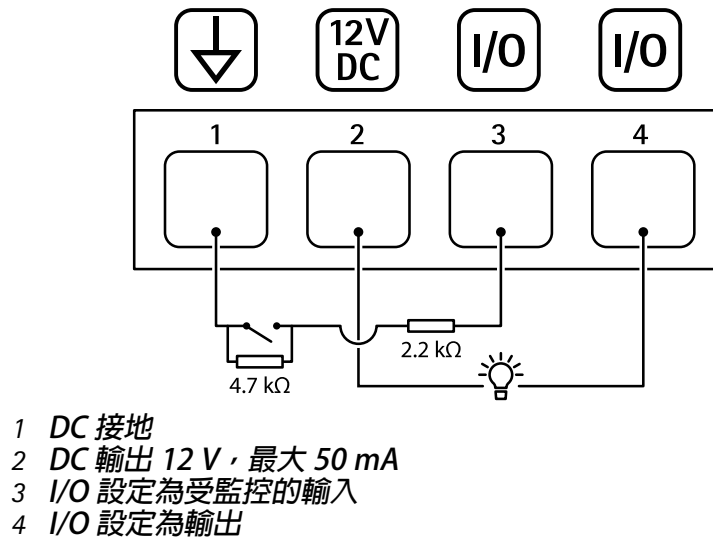 12V
DC
I/O
I/O
1
2
3
4
2.2 kΩ
4.7 kΩ
1 DC 接地
2 DC 輸出 12 V，最大 50 mA
3 I/O 設定為受監控的輸入
4 I/O 設定為輸出